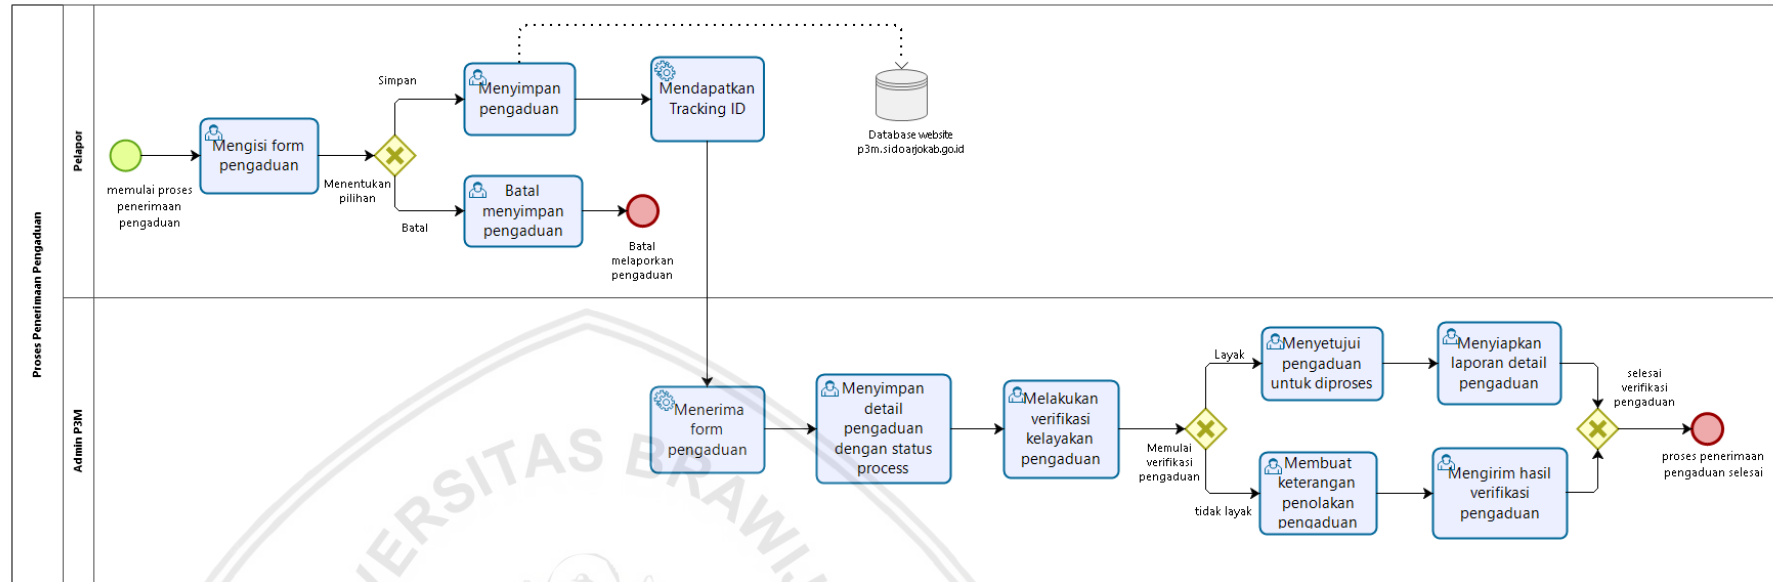 Proses Penerimaan Pengaduan
Pelapor
memulai proses
penerimaan
pengaduan
Mengisi form
pengaduan
Menentukan
pilihan
Simpan
Menyimpan
pengaduan
Mendapatkan
Tracking ID
Database website
p3m.sidoarjokab.go.id
Batal
Batal
menyimpan
pengaduan
Batal
melaporkan
pengaduan
Admin P3M
Menerima
form
pengaduan
Menyimpan
detail
pengaduan
dengan status
process
Melakukan
verifikasi
kelayakan
pengaduan
Memulai
verifikasi
pengaduan
Layak
Menyetujui
pengaduan
untuk diproses
Menyiapkan
laporan detail
pengaduan
tidak layak
Membuat
keterangan
penolakan
pengaduan
Mengirim hasil
verifikasi
pengaduan
selesai
verifikasi
pengaduan
proses penerimaan
pengaduan selesai
VERSITAS BRAWIJ